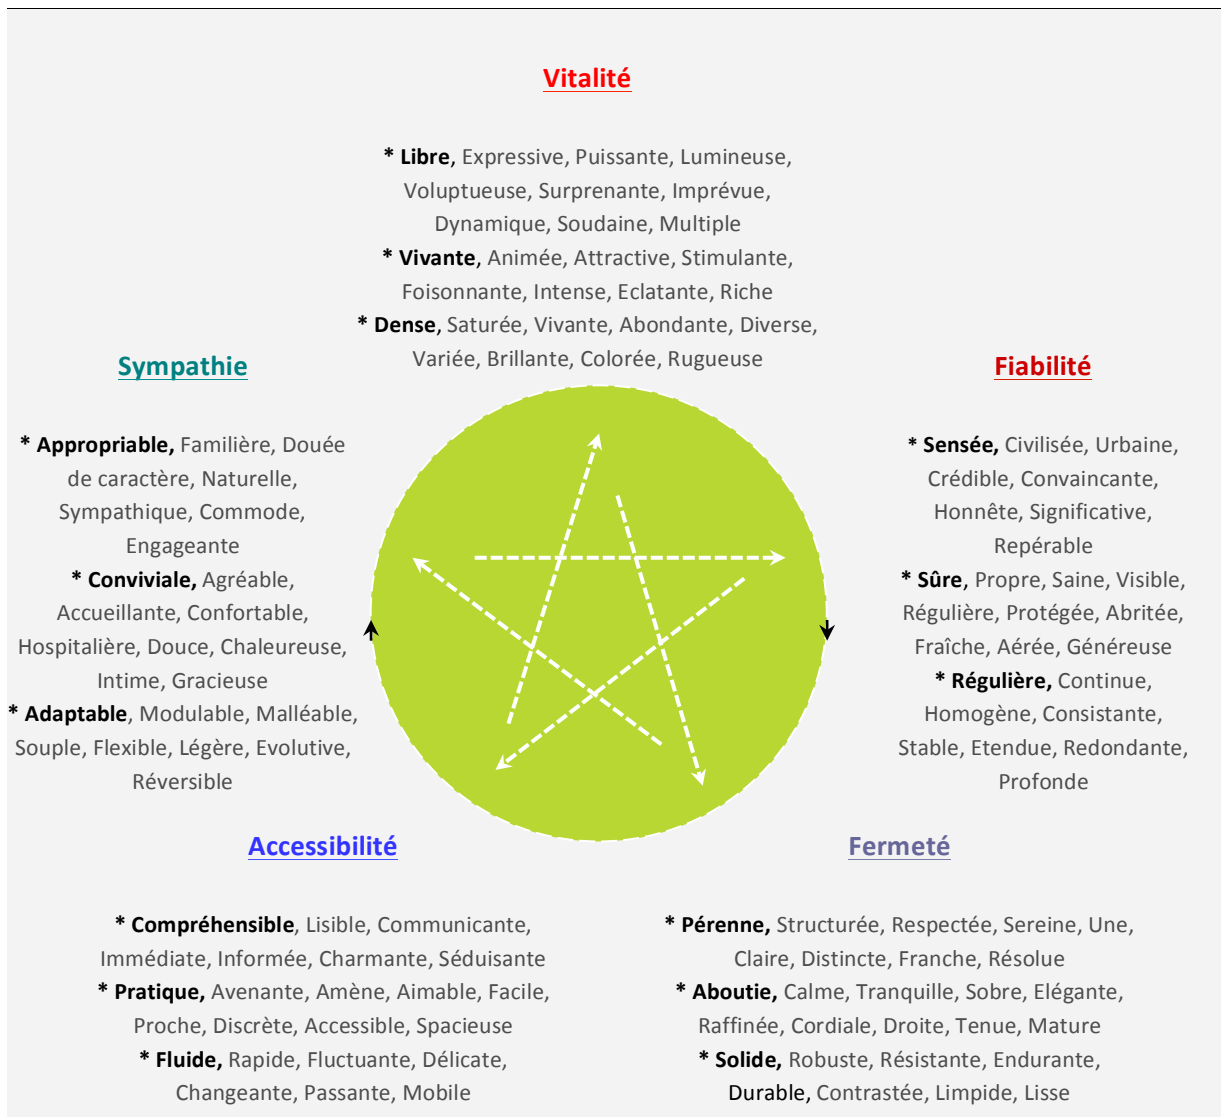 Vitalité
* Libre, Expressive, Puissante, Lumineuse,
Voluptueuse, Surprenante, Imprévue,
Dynamique, Soudaine, Multiple
* Vivante, Animée, Attractive, Stimulante,
Foisonnante, Intense, Eclatante, Riche
* Dense, Saturée, Vivante, Abondante, Diverse,
Variée, Brillante, Colorée, Rugueuse
Sympathie
* Appropriable, Familière, Douée
de caractère, Naturelle,
Sympathique, Commode,
Engageante
* Conviviale, Agréable,
Accueillante, Confortable,
Hospitalière, Douce, Chaleureuse,
Intime, Gracieuse
* Adaptable, Modulable, Malléable,
Souple, Flexible, Légère, Evolutive,
Réversible
Fiabilité
* Sensée, Civilisée, Urbaine,
Crédible, Convaincante,
Honnête, Significative,
Repérable
* Sûre, Propre, Saine, Visible,
Régulière, Protégée, Abritée,
Fraîche, Aérée, Généreuse
* Régulière, Continue,
Homogène, Consistante,
Stable, Etendue, Redondante,
Profonde
Accessibilité
* Compréhensible, Lisible, Communicante,
Immédiate, Informée, Charmante, Séduisante
* Pratique, Avenante, Amène, Aimable, Facile,
Proche, Discrète, Accessible, Spacieuse
* Fluide, Rapide, Fluctuante, Délicate,
Changeante, Passante, Mobile
Fermeté
* Pérenne, Structurée, Respectée, Sereine, Une,
Claire, Distincte, Franche, Résolue
* Aboutie, Calme, Tranquille, Sobre, Elégante,
Raffinée, Cordiale, Droite, Tenue, Mature
* Solide, Robuste, Résistante, Endurante,
Durable, Contrastée, Limpide, Lisse